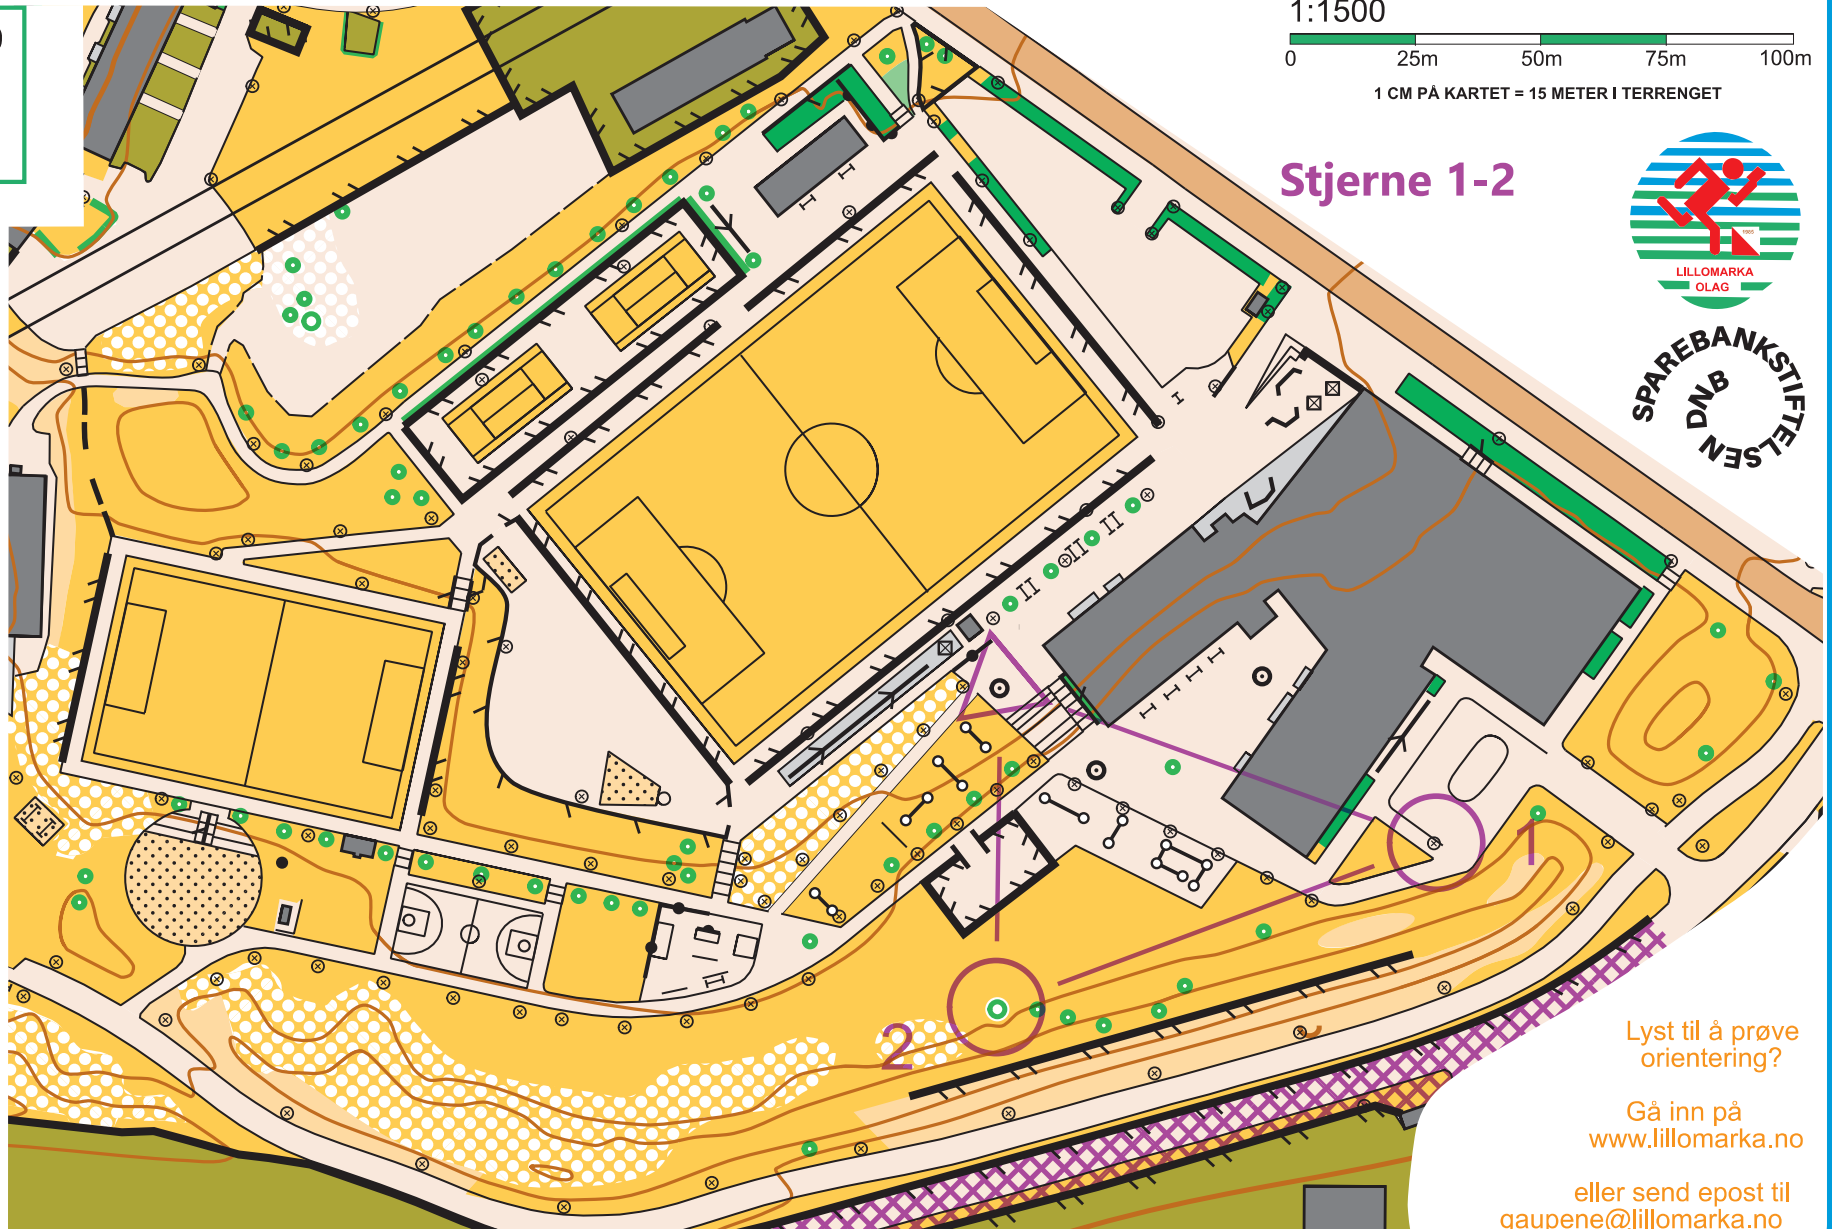 1:1500
0 25m 50m 75m 100m
1 CM PÅ KARTET = 15 METER I TERRENGET
Stjerne 1-2
1985
LILLOMARKA
OLAG
SPAREBANKSTIFTELSEN
DNB
1
2
Lyst til å prøve
orientering?
Gå inn på
www.lillomarka.no
eller send epost til
gaupene@lillomarka.no